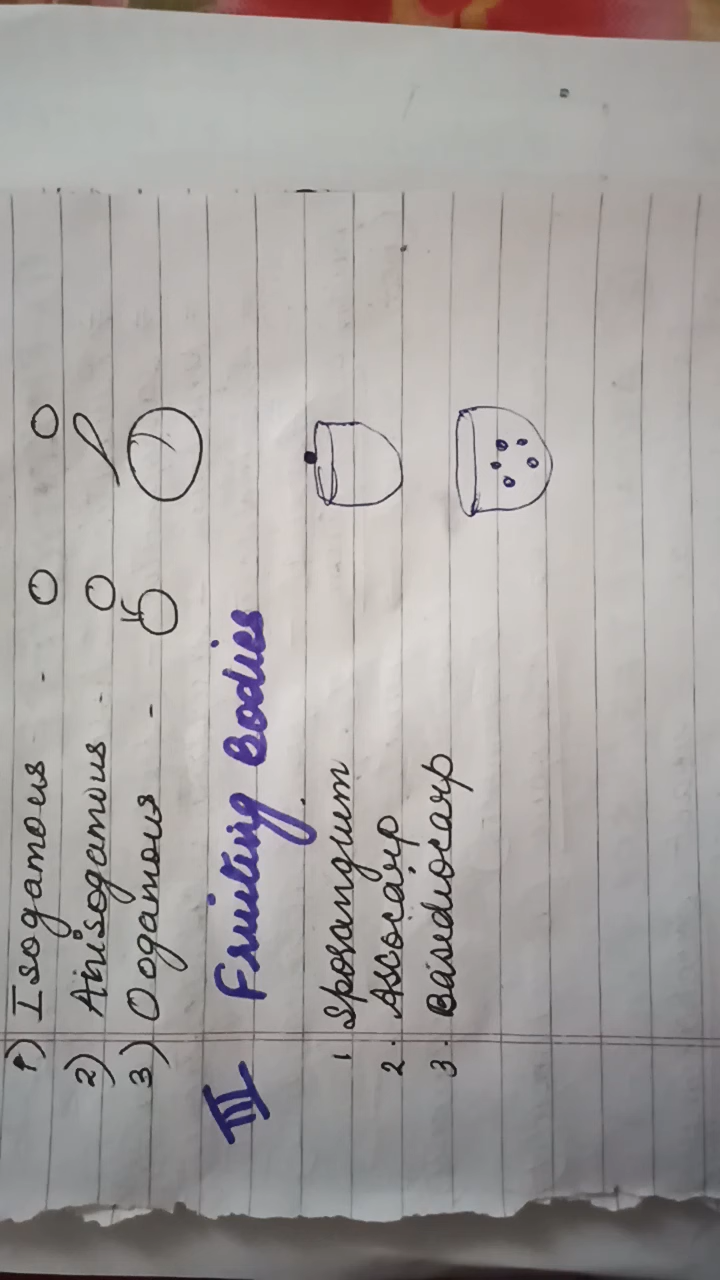 1) Isogamous -
2) Anisogamous -
3) Oogamous -
III Fruiting Bodies
1 Sporangium
2. Ascocarp
3. Basidiocarp